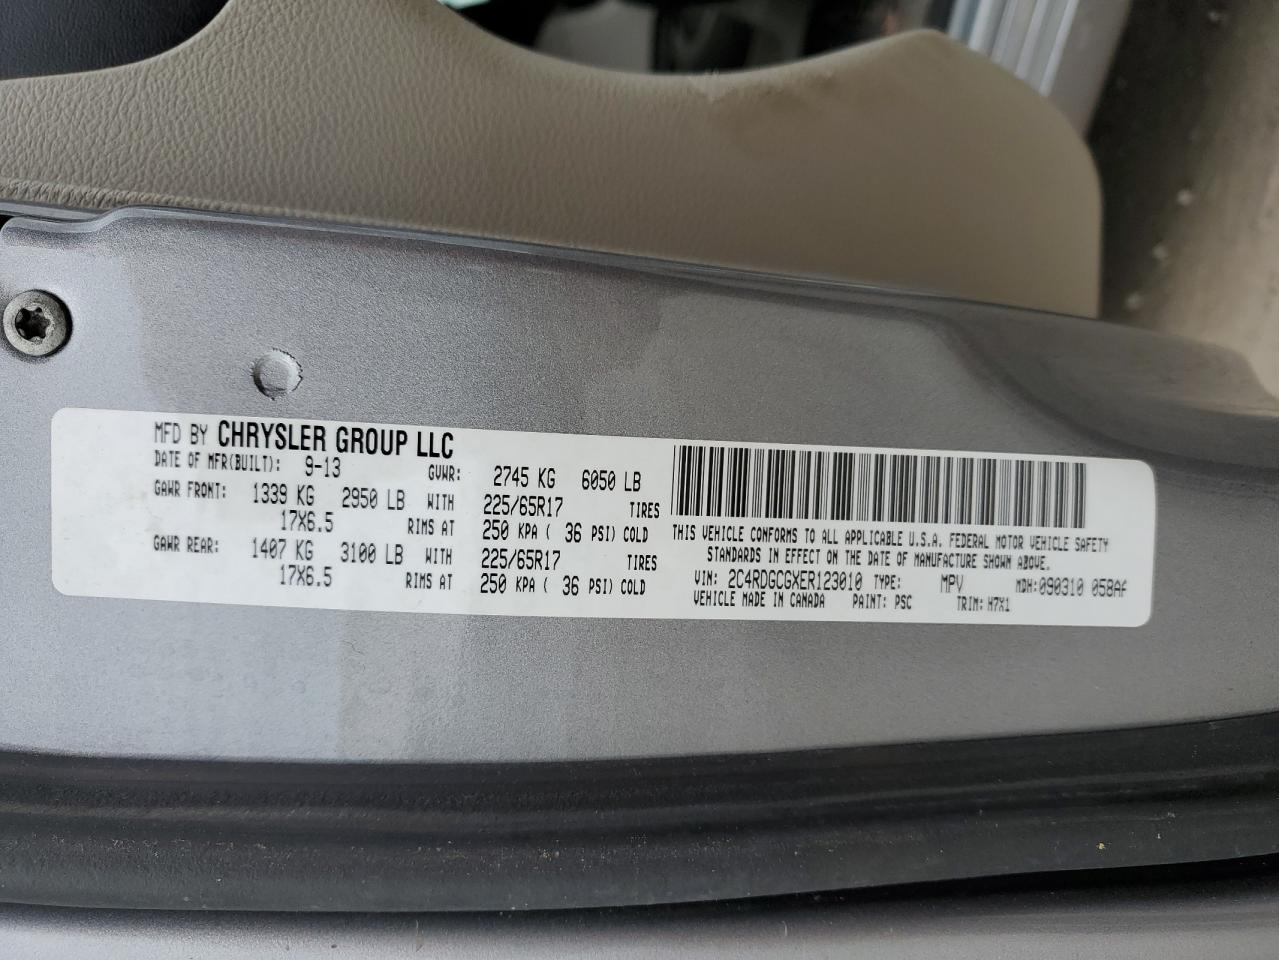 MFD BY CHRYSLER GROUP LLC
DATE OF MFR(BUILT): 9-13 GVWR: 2745 KG 6050 LB
GAWR FRONT: 1339 KG 2950 LB WITH 225/65R17 TIRES
17X6.5 RIMS AT 250 KPA ( 36 PSI) COLD
GAWR REAR: 1407 KG 3100 LB WITH 225/65R17 TIRES
17X6.5 RIMS AT 250 KPA ( 36 PSI) COLD
THIS VEHICLE CONFORMS TO ALL APPLICABLE U.S.A. FEDERAL MOTOR VEHICLE SAFETY
STANDARDS IN EFFECT ON THE DATE OF MANUFACTURE SHOWN ABOVE.
VIN: 2C4RDGCGXER123010 TYPE: MPV MDH:090310 058AF
VEHICLE MADE IN CANADA PAINT: PSC TRIM: H7X1